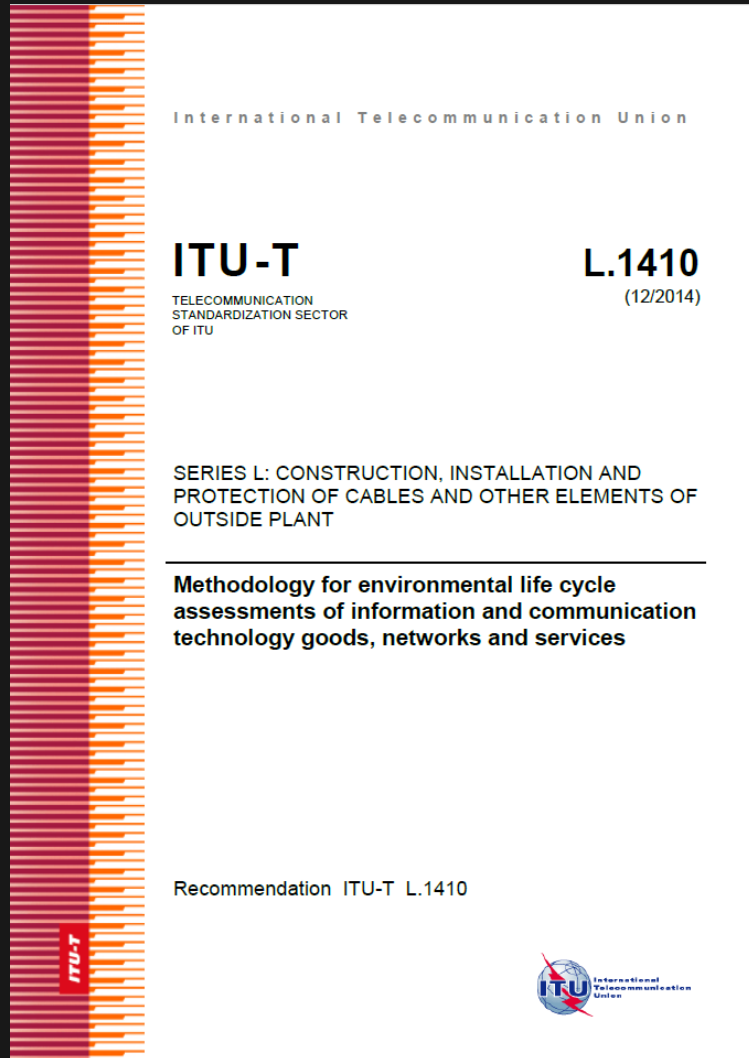 International Telecommunication Union
ITU-T
L.1410
TELECOMMUNICATION
STANDARDIZATION SECTOR
OF ITU
(12/2014)
SERIES L: CONSTRUCTION, INSTALLATION AND
PROTECTION OF CABLES AND OTHER ELEMENTS OF
OUTSIDE PLANT
Methodology for environmental life cycle
assessments of information and communication
technology goods, networks and services
Recommendation ITU-T L.1410
ITU-T
ITU
International
Telecommunication
Union